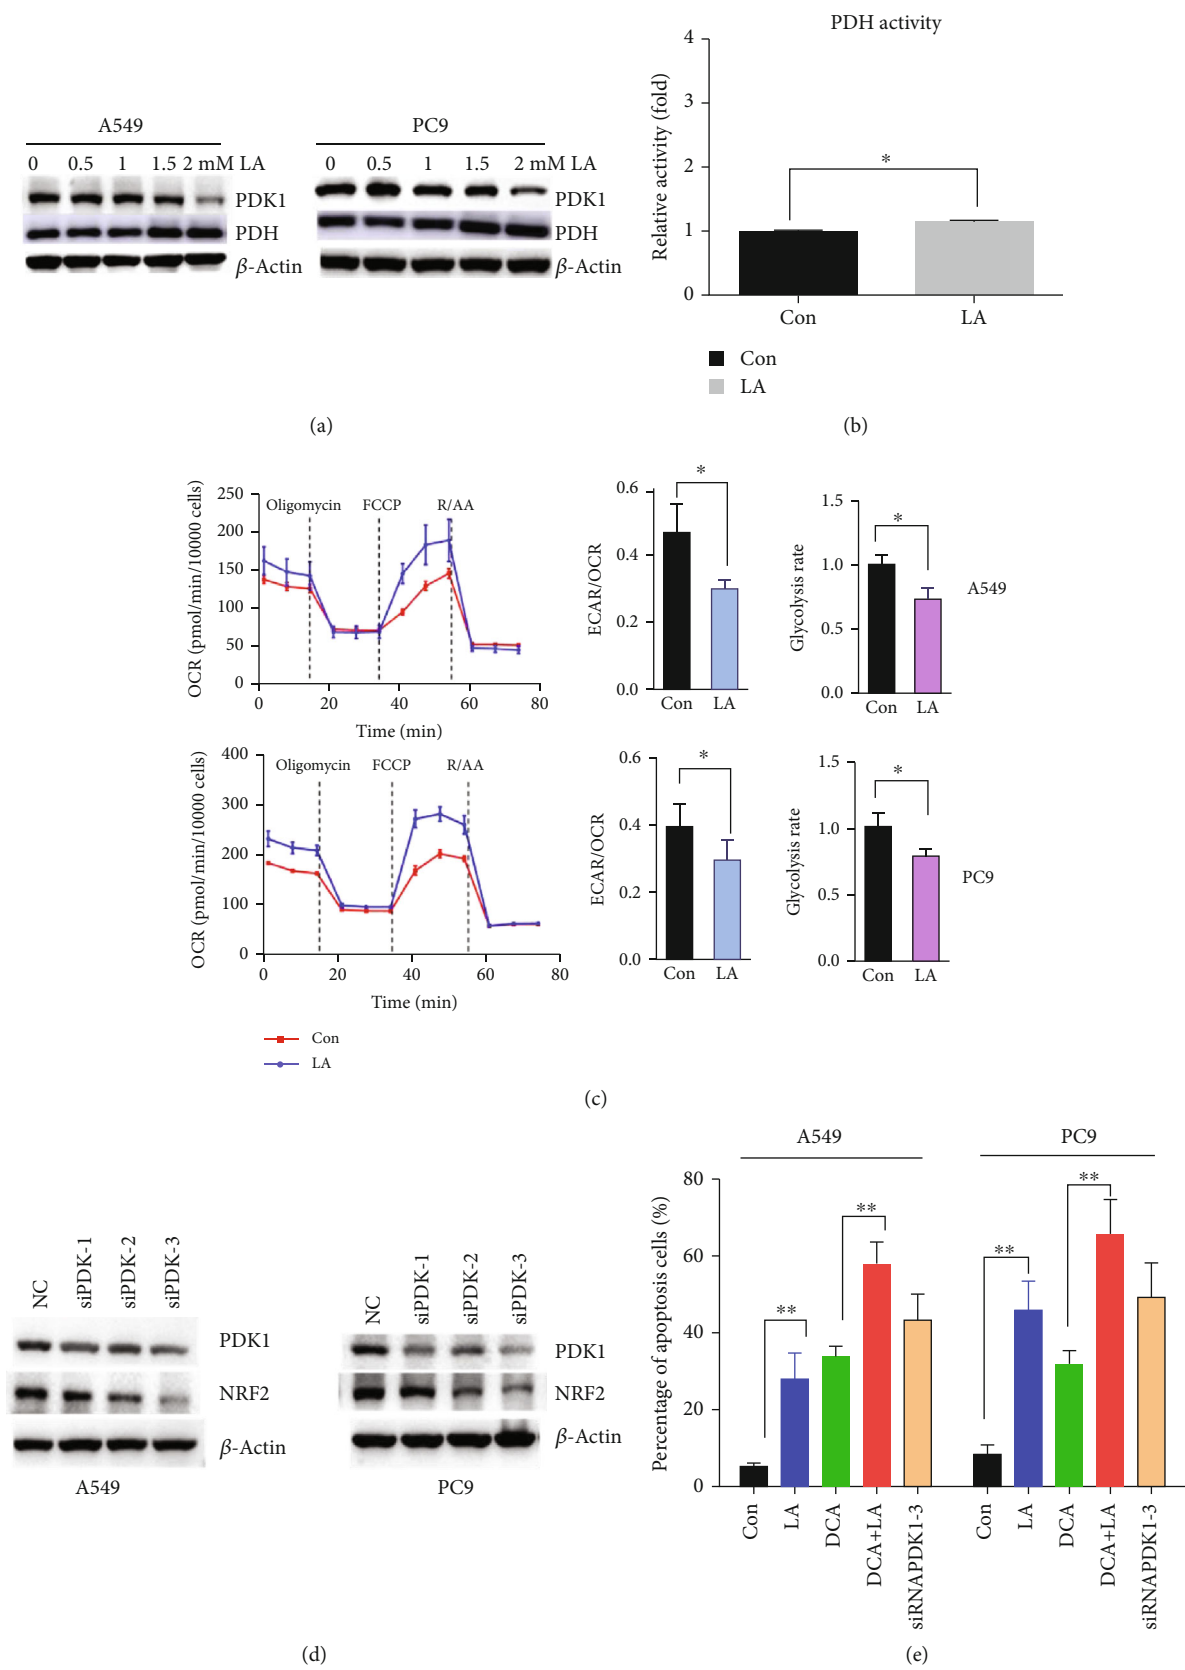 A549
0 0.5 1 1.5 2 mM LA
PDK1
PDH
β-Actin
PC9
0 0.5 1 1.5 2 mM LA
PDK1
PDH
β-Actin
(a)
PDH activity
Relative activity (fold)
4
3
2
1
0
*
Con LA
Con
LA
(b)
OCR (pmol/min/10000 cells)
250
200
150
100
50
0
Oligomycin FCCP R/AA
0 20 40 60 80
Time (min)
ECAR/OCR
0.6
0.4
0.2
0.0
*
Con LA
Glycolysis rate
1.5
1.0
0.5
0.0
*
Con LA
A549
OCR (pmol/min/10000 cells)
400
300
200
100
0
Oligomycin FCCP R/AA
0 20 40 60 80
Time (min)
Con
LA
ECAR/OCR
0.6
0.4
0.2
0.0
*
Con LA
Glycolysis rate
1.5
1.0
0.5
0.0
*
Con LA
PC9
(c)
NC siPDK-1 siPDK-2 siPDK-3
PDK1
NRF2
β-Actin
A549
NC siPDK-1 siPDK-2 siPDK-3
PDK1
NRF2
β-Actin
PC9
(d)
A549 PC9
Percentage of apoptosis cells (%)
80
60
40
20
0
** ** ** **
Con LA DCA DCA+LA siRNAPDK1-3 Con LA DCA DCA+LA siRNAPDK1-3
(e)